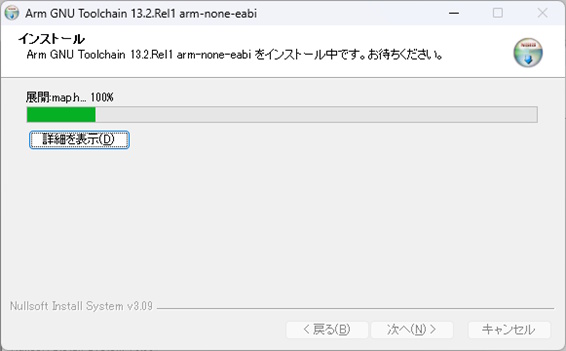 Arm GNU Toolchain 13.2.Rel1 arm-none-eabi
インストール
Arm GNU Toolchain 13.2.Rel1 arm-none-eabi をインストール中です。お待ちください。
展開:map.h... 100%
詳細を表示(D)
Nullsoft Install System v3.09
< 戻る(B) 次へ(N) > キャンセル